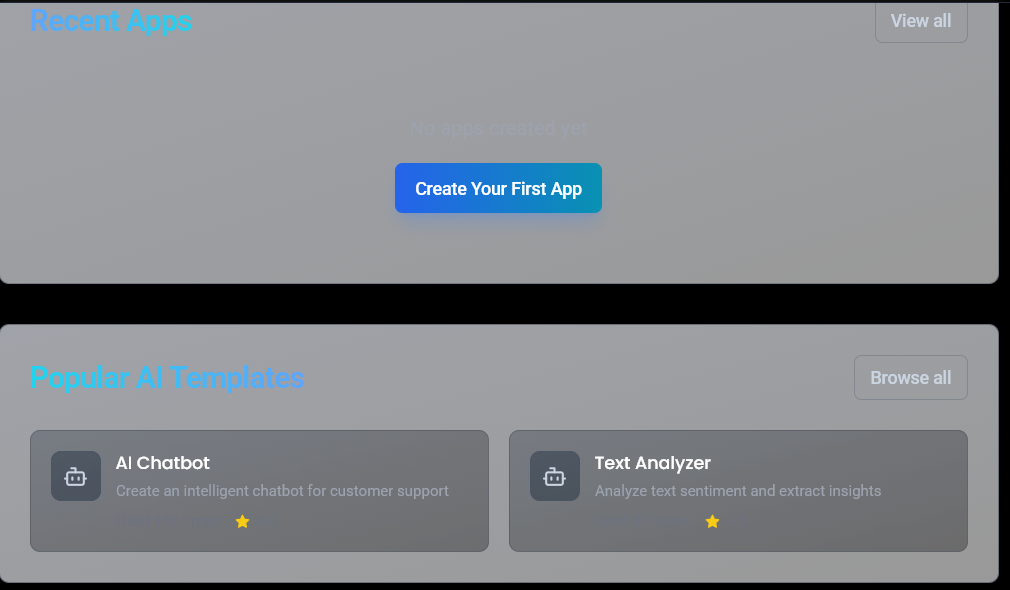 Recent Apps
View all
No apps created yet
Create Your First App
Popular AI Templates
Browse all
AI Chatbot
Create an intelligent chatbot for customer support
Text Analyzer
Analyze text sentiment and extract insights